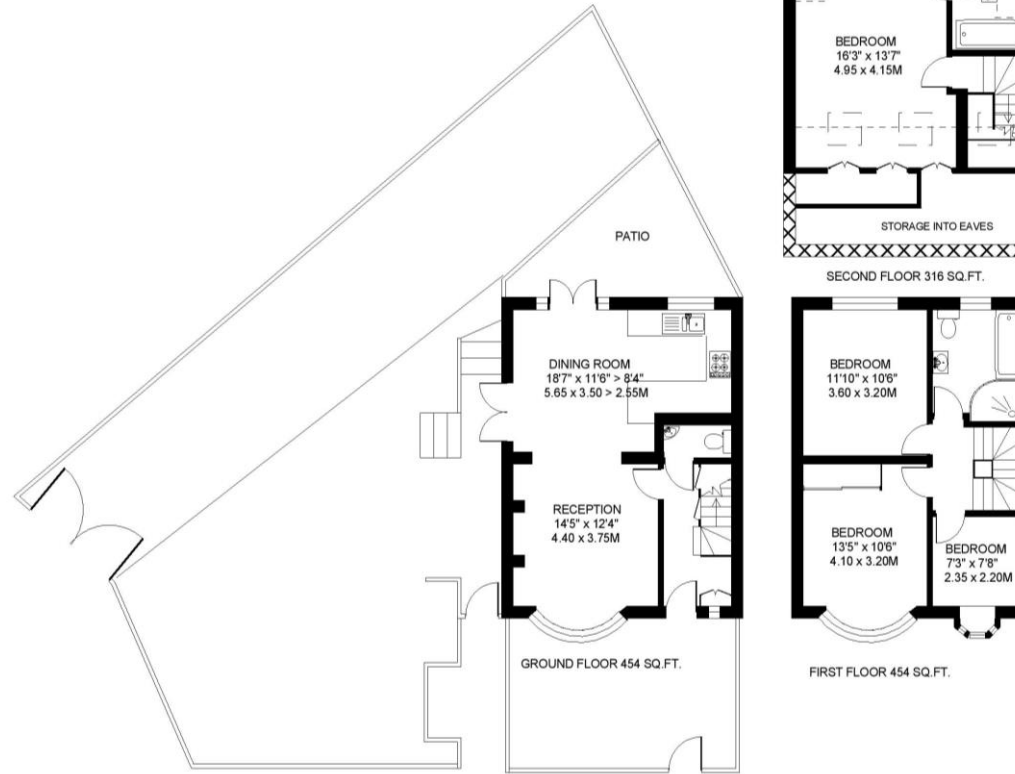 BEDROOM
16'3" x 13'7"
4.95 x 4.15M
STORAGE INTO EAVES
SECOND FLOOR 316 SQ.FT.
PATIO
DINING ROOM
18'7" x 11'6" > 8'4"
5.65 x 3.50 > 2.55M
RECEPTION
14'5" x 12'4"
4.40 x 3.75M
GROUND FLOOR 454 SQ.FT.
BEDROOM
11'10" x 10'6"
3.60 x 3.20M
BEDROOM
13'5" x 10'6"
4.10 x 3.20M
BEDROOM
7'3" x 7'8"
2.35 x 2.20M
FIRST FLOOR 454 SQ.FT.